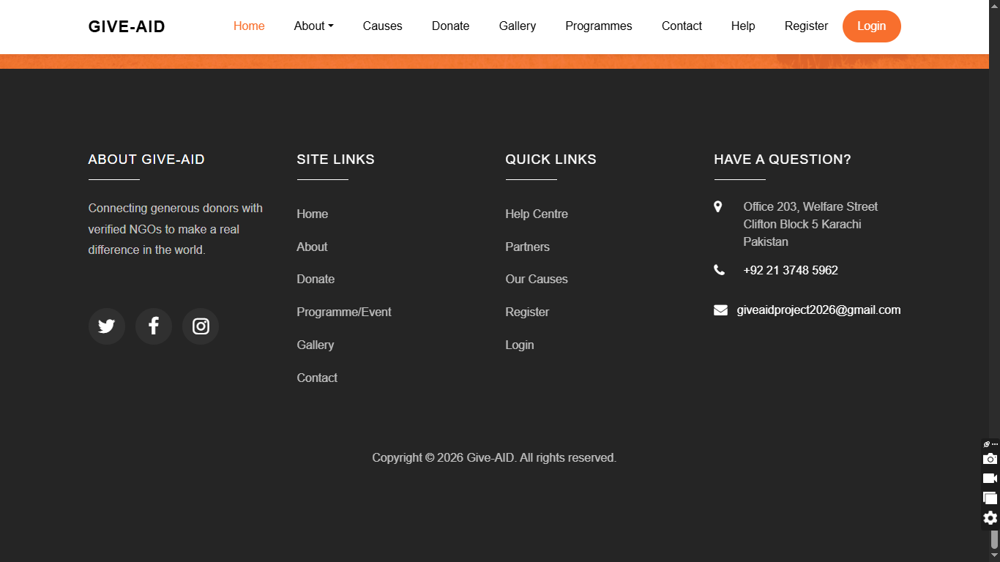 GIVE-AID
Home About Causes Donate Gallery Programmes Contact Help Register Login
ABOUT GIVE-AID
Connecting generous donors with
verified NGOs to make a real
difference in the world.
SITE LINKS
Home
About
Donate
Programme/Event
Gallery
Contact
QUICK LINKS
Help Centre
Partners
Our Causes
Register
Login
HAVE A QUESTION?
Office 203, Welfare Street
Clifton Block 5 Karachi
Pakistan
+92 21 3748 5962
giveaidproject2026@gmail.com
Copyright © 2026 Give-AID. All rights reserved.